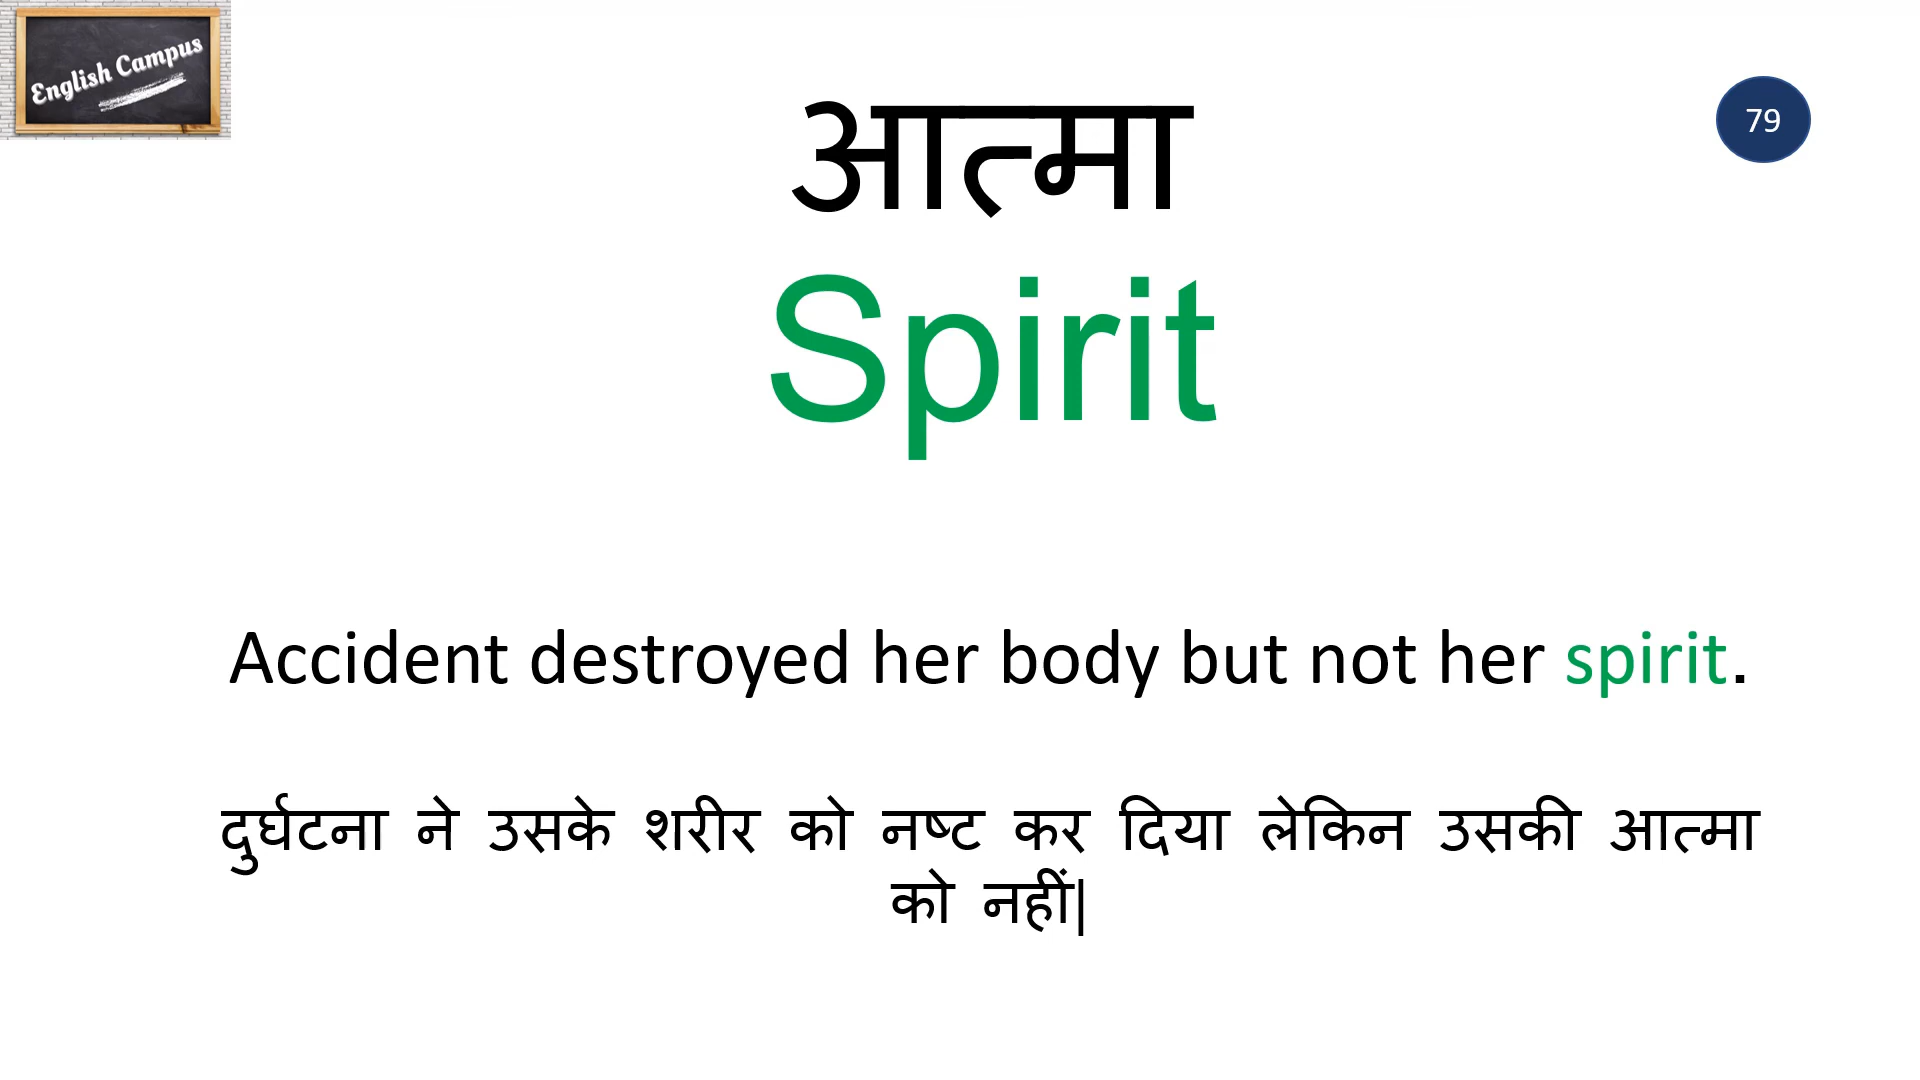 English Campus
79
आत्मा
Spirit
Accident destroyed her body but not her spirit.
दुर्घटना ने उसके शरीर को नष्ट कर दिया लेकिन उसकी आत्मा
को नहीं|